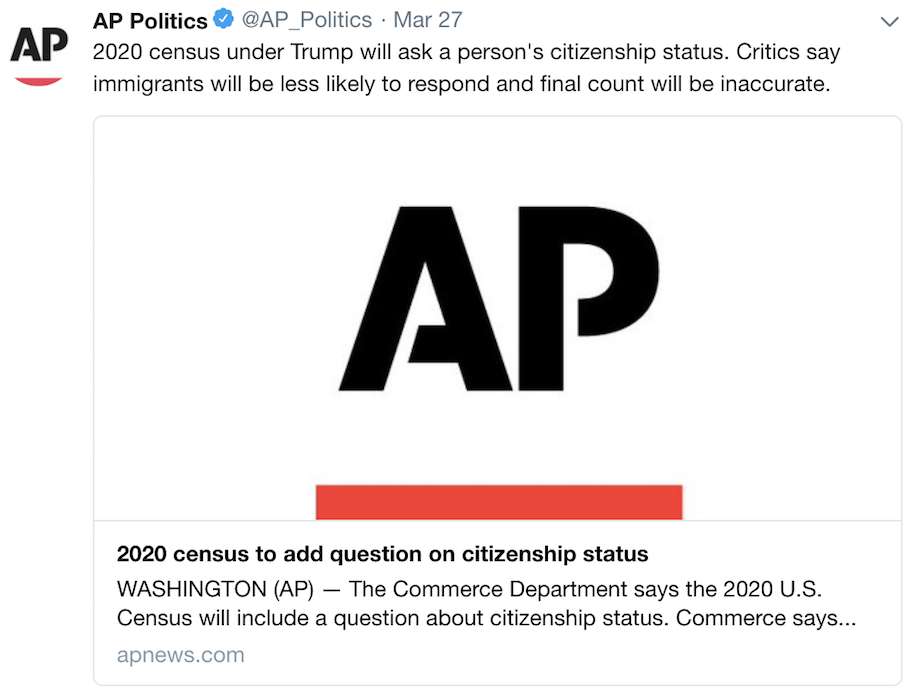 AP Politics @AP_Politics · Mar 27
AP
2020 census under Trump will ask a person's citizenship status. Critics say
immigrants will be less likely to respond and final count will be inaccurate.
AP
2020 census to add question on citizenship status
WASHINGTON (AP) — The Commerce Department says the 2020 U.S.
Census will include a question about citizenship status. Commerce says...
apnews.com